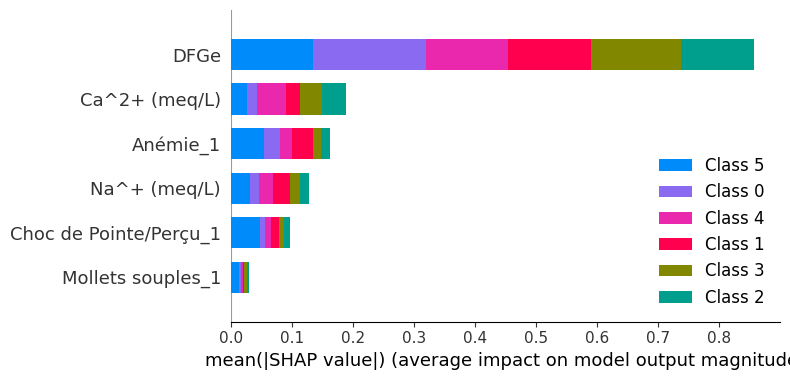 DFGe
Ca^2+ (meq/L)
Anémie_1
Na^+ (meq/L)
Choc de Pointe/Perçu_1
Mollets souples_1
Class 5
Class 0
Class 4
Class 1
Class 3
Class 2
0.0 0.1 0.2 0.3 0.4 0.5 0.6 0.7 0.8
mean(|SHAP value|) (average impact on model output magnitude